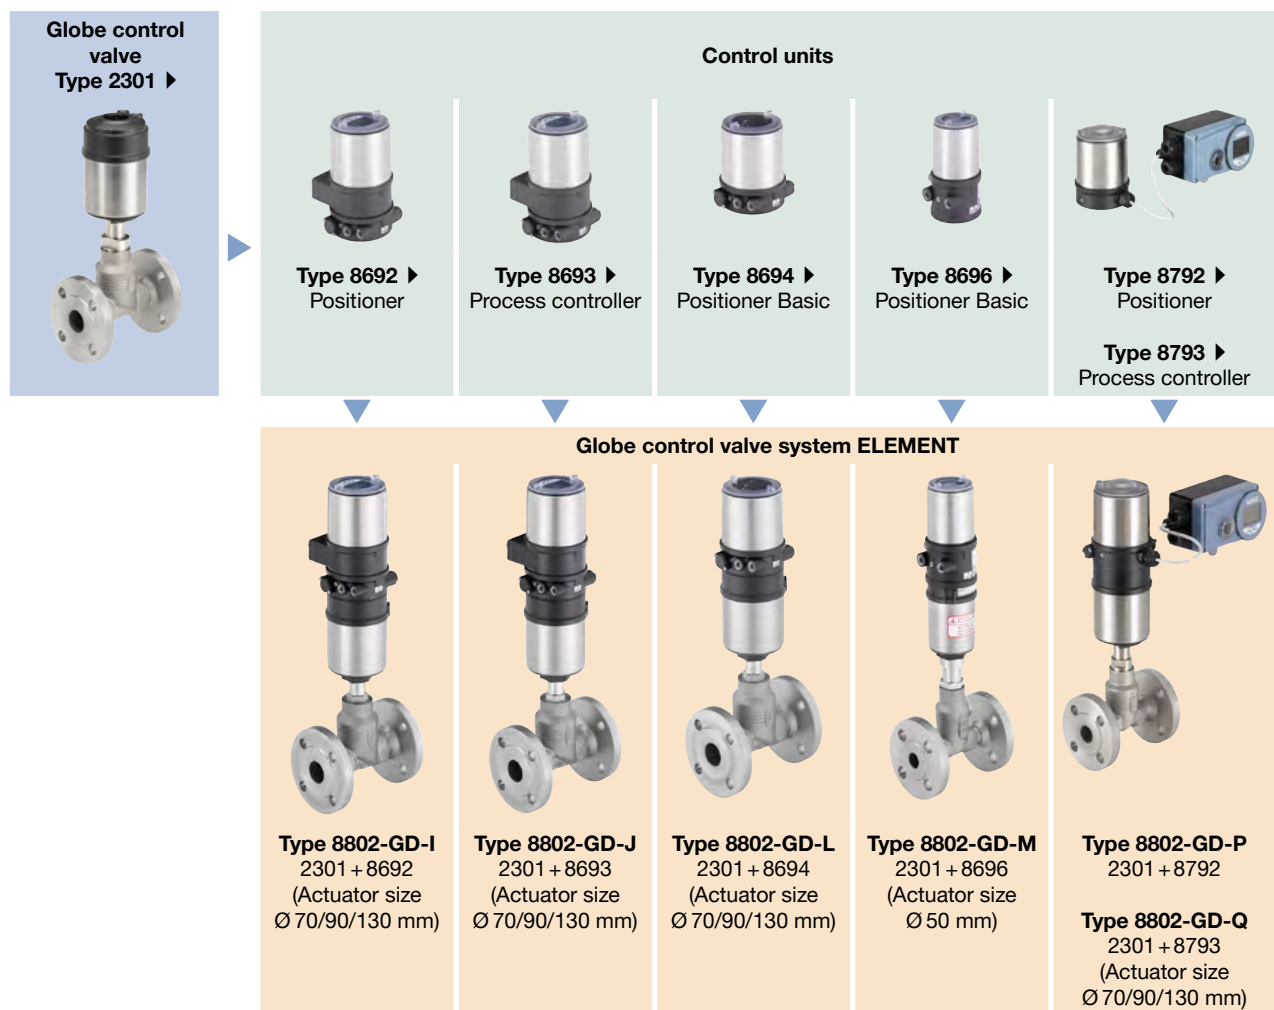 Globe control
valve
Type 2301
Control units
Type 8692
Positioner
Type 8693
Process controller
Type 8694
Positioner Basic
Type 8696
Positioner Basic
Type 8792
Positioner
Type 8793
Process controller
Globe control valve system ELEMENT
Type 8802-GD-I
2301 + 8692
(Actuator size
Ø 70/90/130 mm)
Type 8802-GD-J
2301 + 8693
(Actuator size
Ø 70/90/130 mm)
Type 8802-GD-L
2301 + 8694
(Actuator size
Ø 70/90/130 mm)
Type 8802-GD-M
2301 + 8696
(Actuator size
Ø 50 mm)
Type 8802-GD-P
2301 + 8792
Type 8802-GD-Q
2301 + 8793
(Actuator size
Ø 70/90/130 mm)